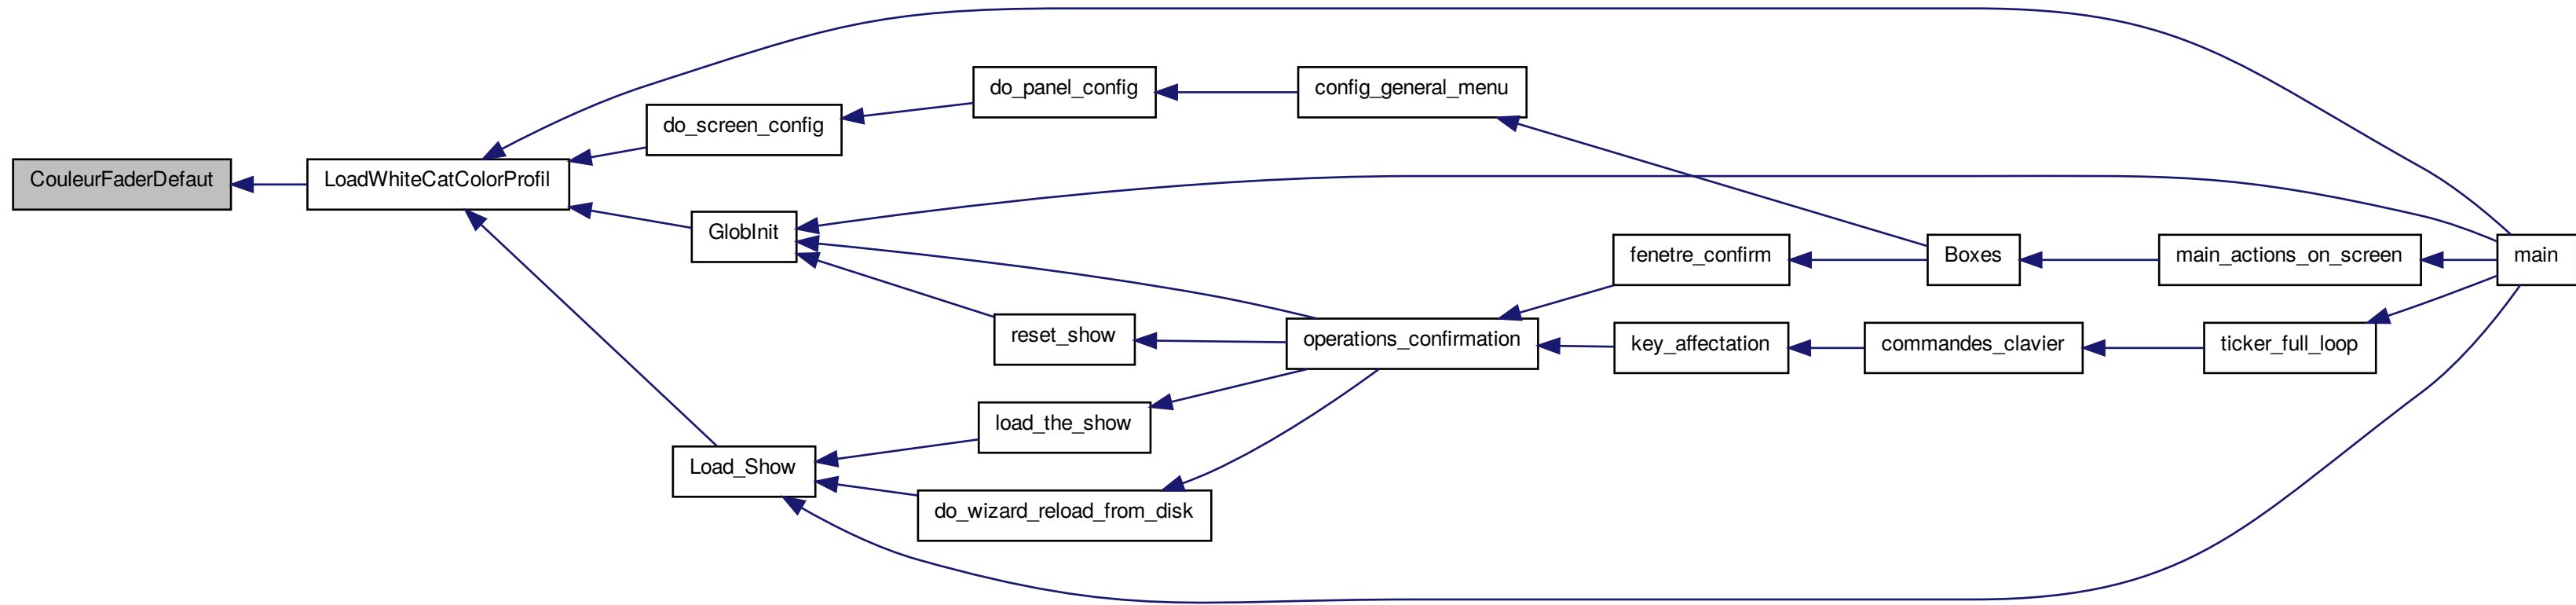 CouleurFaderDefaut
LoadWhiteCatColorProfil
do_screen_config
do_panel_config
config_general_menu
GlobInit
reset_show
operations_confirmation
fenetre_confirm
Boxes
main_actions_on_screen
main
key_affectation
commandes_clavier
ticker_full_loop
Load_Show
load_the_show
do_wizard_reload_from_disk